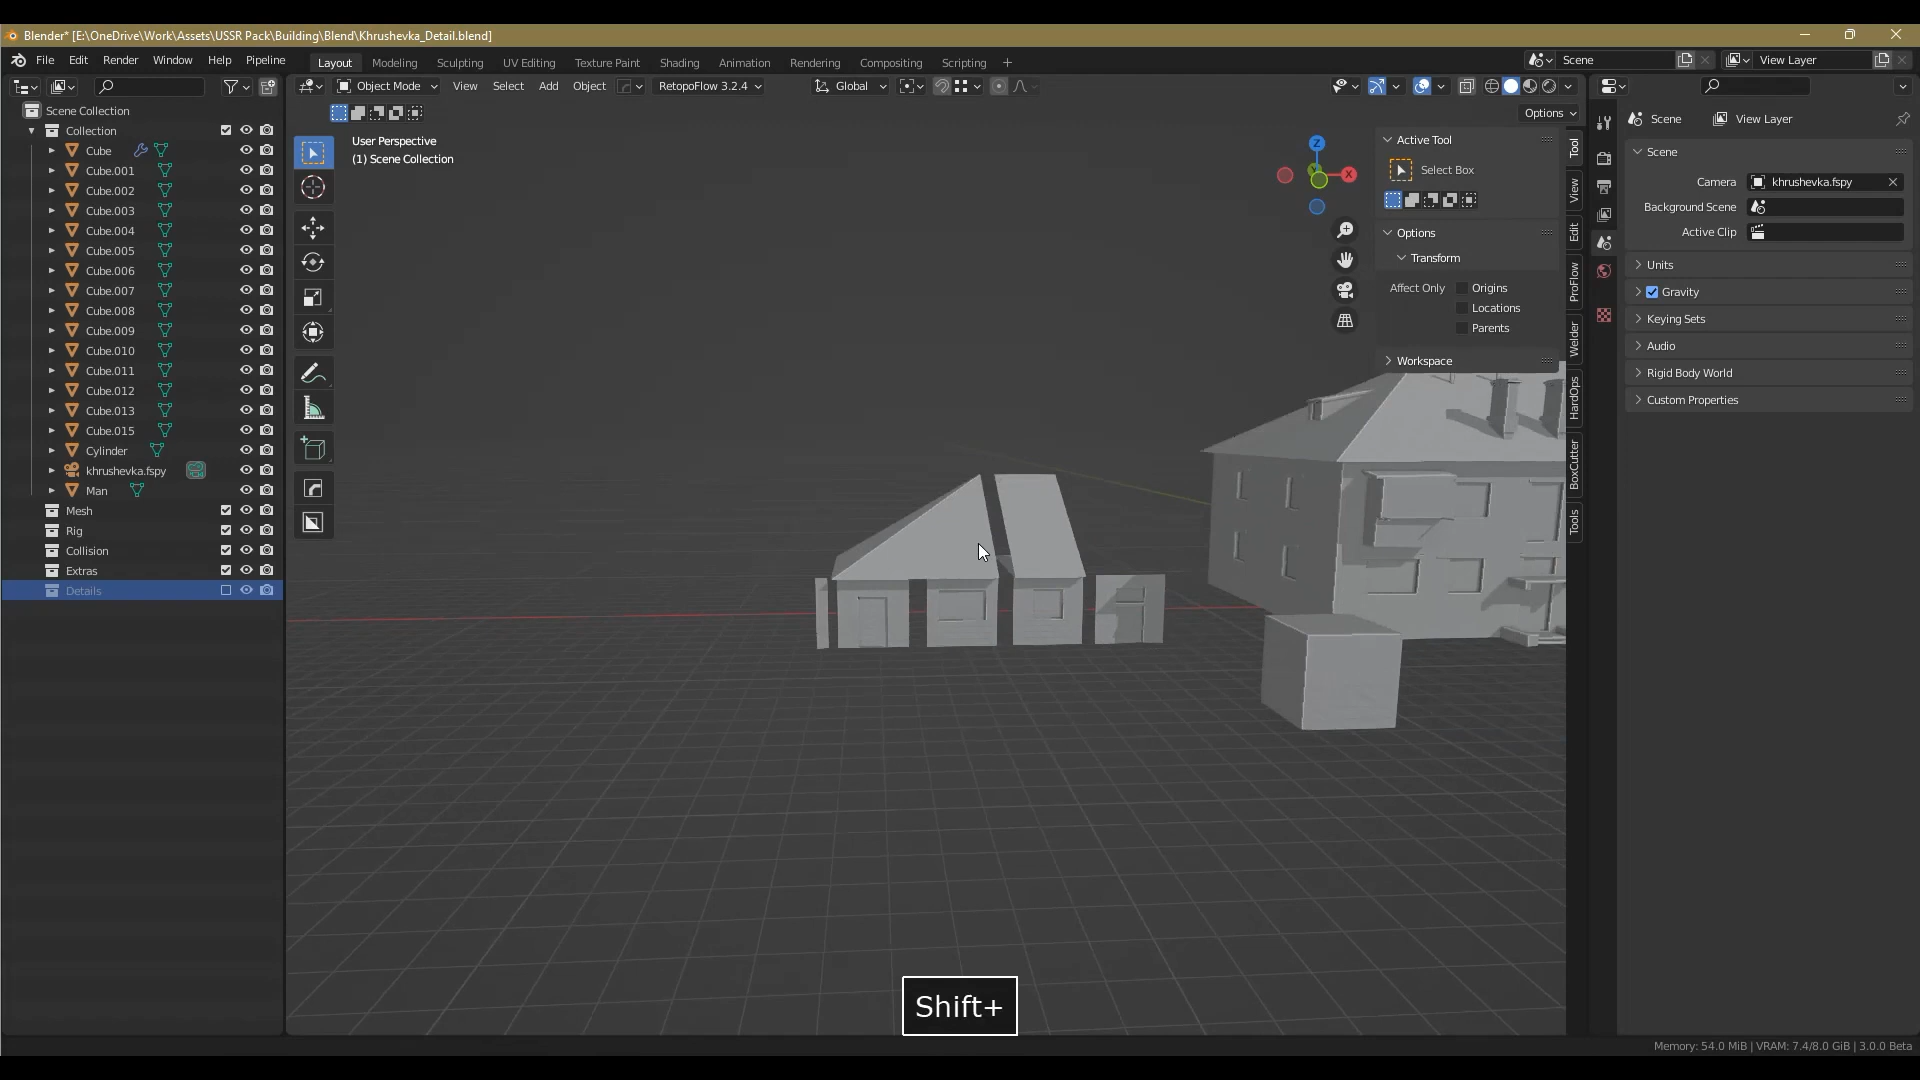 Blender* [E:\OneDrive\Work\Assets\USSR Pack\Building\Blend\Khrushevka_Detail.blend]
File Edit Render Window Help Pipeline Layout Modeling Sculpting UV Editing Texture Paint Shading Animation Rendering Compositing Scripting + Scene View Layer
Object Mode View Select Add Object RetopoFlow 3.2.4 Global
Options
Scene Collection
Collection
Cube
Cube.001
Cube.002
Cube.003
Cube.004
Cube.005
Cube.006
Cube.007
Cube.008
Cube.009
Cube.010
Cube.011
Cube.012
Cube.013
Cube.015
Cylinder
khrushevka.fspy
Man
Mesh
Rig
Collision
Extras
Details
User Perspective
(1) Scene Collection
Z
Y
X
Active Tool
Select Box
Options
Transform
Affect Only Origins
Locations
Parents
Workspace
Tool
View
Edit
ProFlow
Welder
HardOps
BoxCutter
Tools
Scene View Layer
Scene
Camera khrushevka.fspy
Background Scene
Active Clip
Units
Gravity
Keying Sets
Audio
Rigid Body World
Custom Properties
Shift+
Memory: 54.0 MiB | VRAM: 7.4/8.0 GiB | 3.0.0 Beta